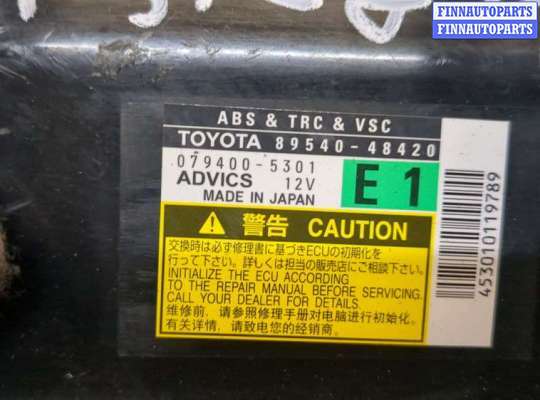 FINNAUTOPARTS
FINNAUTOPARTS
ABS & TRC & VSC
TOYOTA 89540-48420
079400-5301
ADVICS 12V
MADE IN JAPAN
E1
警告 CAUTION
交換時は必ず修理書に基づきECUの初期化を
行って下さい。詳しくは担当の販売店にご相談下さい。
INITIALIZE THE ECU ACCORDING
TO THE REPAIR MANUAL BEFORE SERVICING.
CALL YOUR DEALER FOR DETAILS.
维修前,请参照修理手册对电脑进行初始化。
有关详情,请致电您的经销商。
453010119789